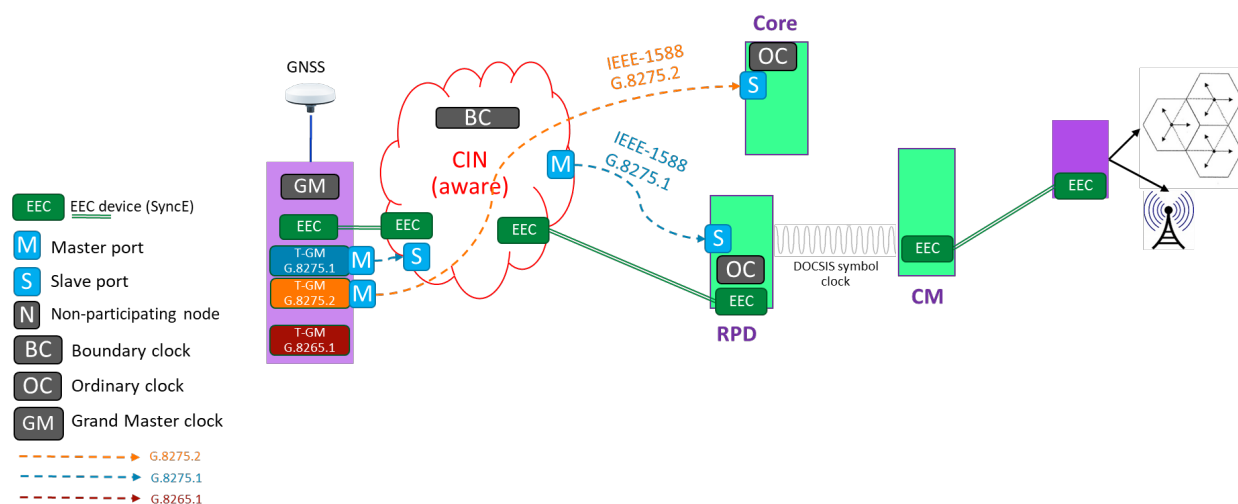 Core
OC
S
IEEE-1588
G.8275.2
GNSS
BC
CIN
(aware)
M
IEEE-1588
G.8275.1
GM
EEC
EEC
EEC
T-GM
G.8275.1
M
S
T-GM
G.8275.2
M
T-GM
G.8265.1
S
OC
EEC
RPD
DOCSIS symbol
clock
EEC
CM
EEC
EEC EEC device (SyncE)
M Master port
S Slave port
N Non-participating node
BC Boundary clock
OC Ordinary clock
GM Grand Master clock
G.8275.2
G.8275.1
G.8265.1